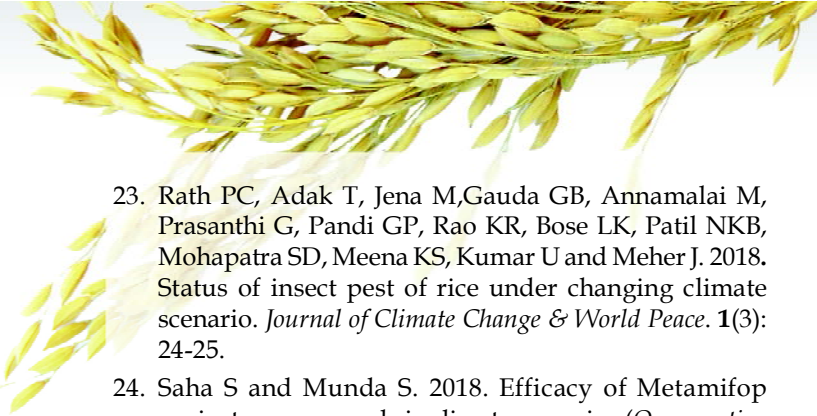 23. Rath PC, Adak T, Jena M,Gauda GB, Annamalai M,
Prasanthi G, Pandi GP, Rao KR, Bose LK, Patil NKB,
Mohapatra SD, Meena KS, Kumar U and Meher J. 2018.
Status of insect pest of rice under changing climate
scenario. Journal of Climate Change & World Peace. 1(3):
24-25.
24. Saha S and Munda S. 2018. Efficacy of Metamifop